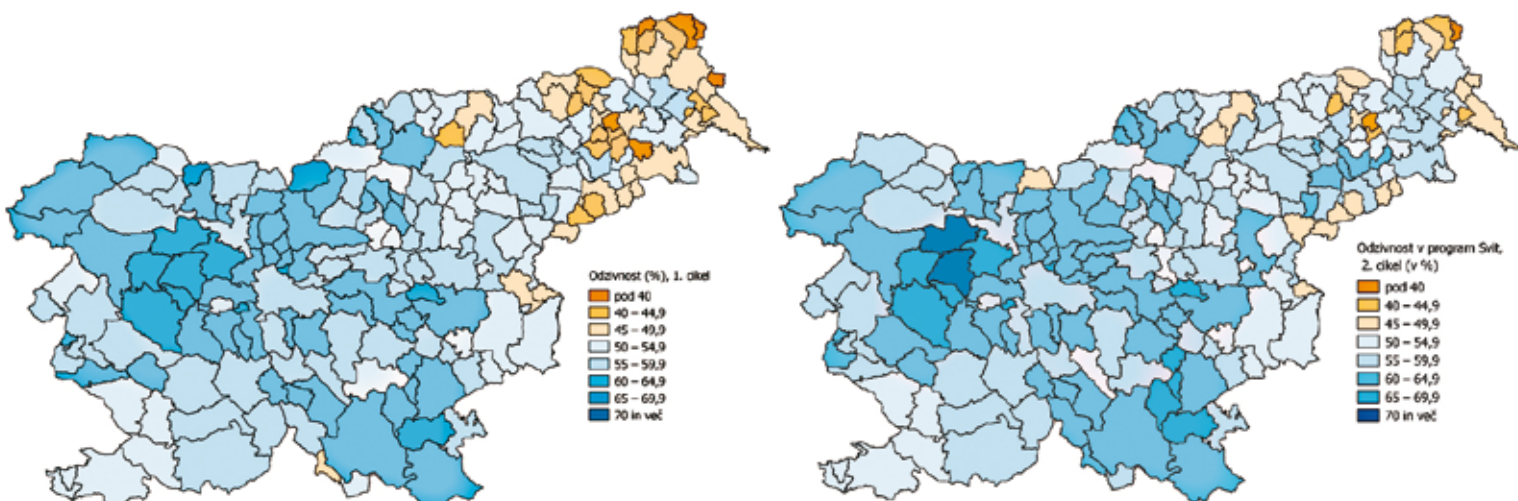 Odzivnost (%), 1. cikel
pod 40
40 – 44,9
45 – 49,9
50 – 54,9
55 – 59,9
60 – 64,9
65 – 69,9
70 in več
Odzivnost v program Svit,
2. cikel (v %)
pod 40
40 – 44,9
45 – 49,9
50 – 54,9
55 – 59,9
60 – 64,9
65 – 69,9
70 in več